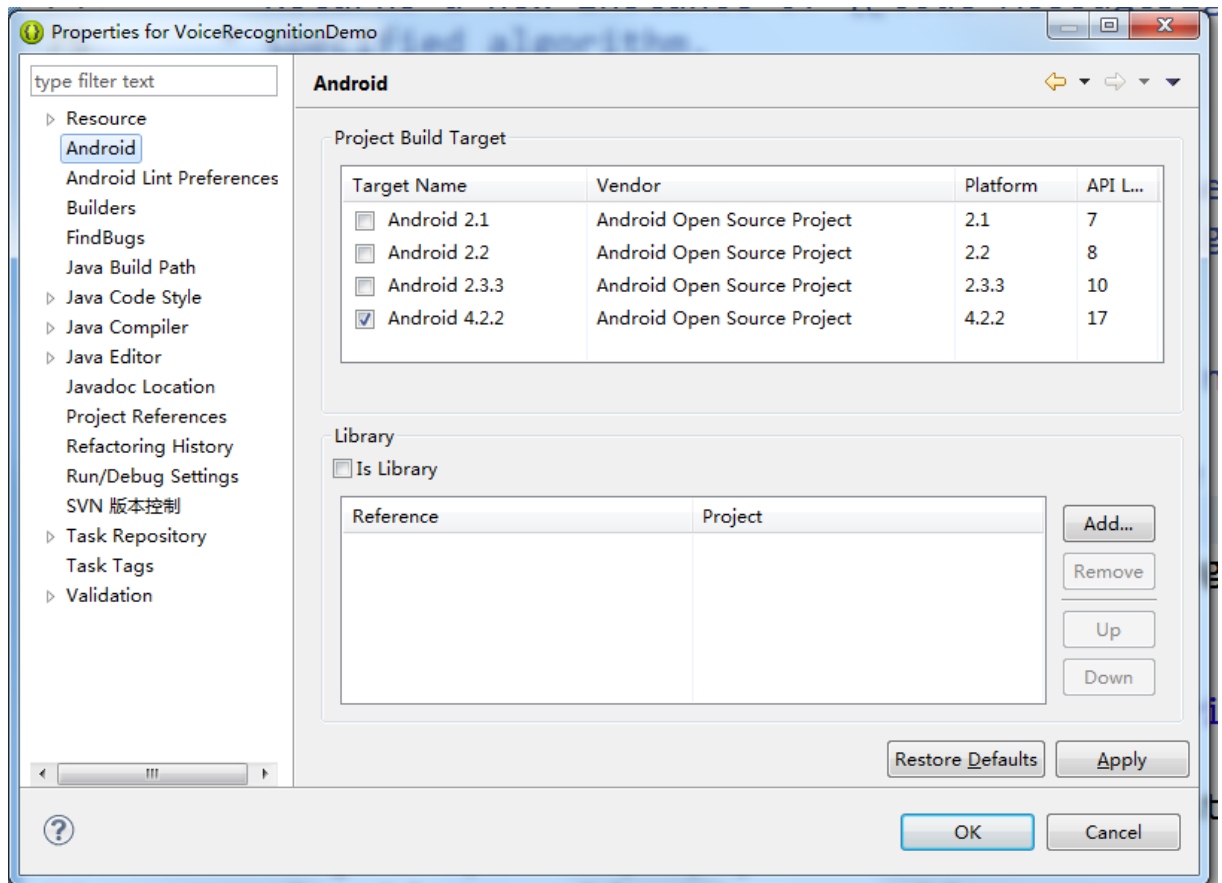 Properties for VoiceRecognitionDemo
specified algorithm.
type filter text
Resource
Android
Android Lint Preferences
Builders
FindBugs
Java Build Path
Java Code Style
Java Compiler
Java Editor
Javadoc Location
Project References
Refactoring History
Run/Debug Settings
SVN 版本控制
Task Repository
Task Tags
Validation
Android
Project Build Target
Target Name Vendor Platform API L...
Android 2.1 Android Open Source Project 2.1 7
Android 2.2 Android Open Source Project 2.2 8
Android 2.3.3 Android Open Source Project 2.3.3 10
Android 4.2.2 Android Open Source Project 4.2.2 17
Library
Is Library
Reference Project
Add...
Remove
Up
Down
Restore Defaults Apply
OK Cancel